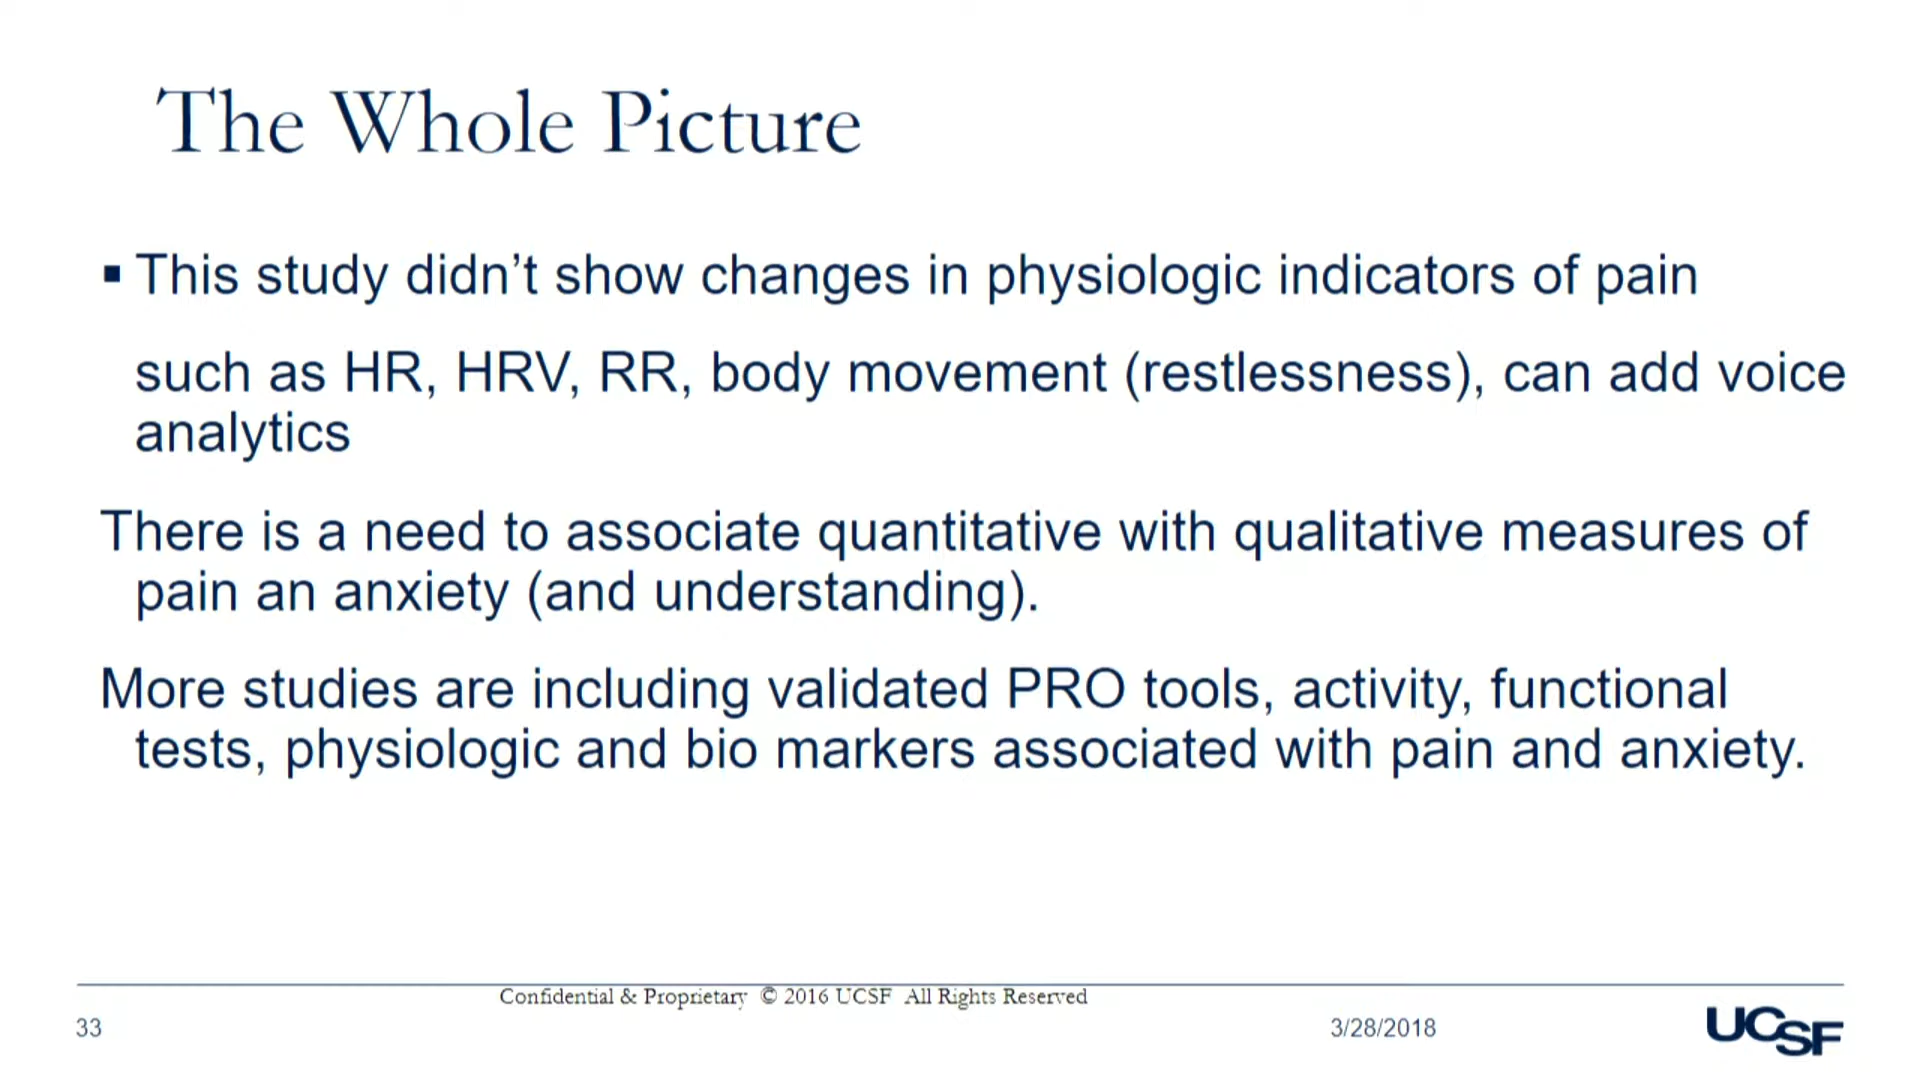 The Whole Picture
▪ This study didn’t show changes in physiologic indicators of pain
such as HR, HRV, RR, body movement (restlessness), can add voice
analytics
There is a need to associate quantitative with qualitative measures of
pain an anxiety (and understanding).
More studies are including validated PRO tools, activity, functional
tests, physiologic and bio markers associated with pain and anxiety.
Confidential & Proprietary © 2016 UCSF All Rights Reserved
33
3/28/2018
UCSF